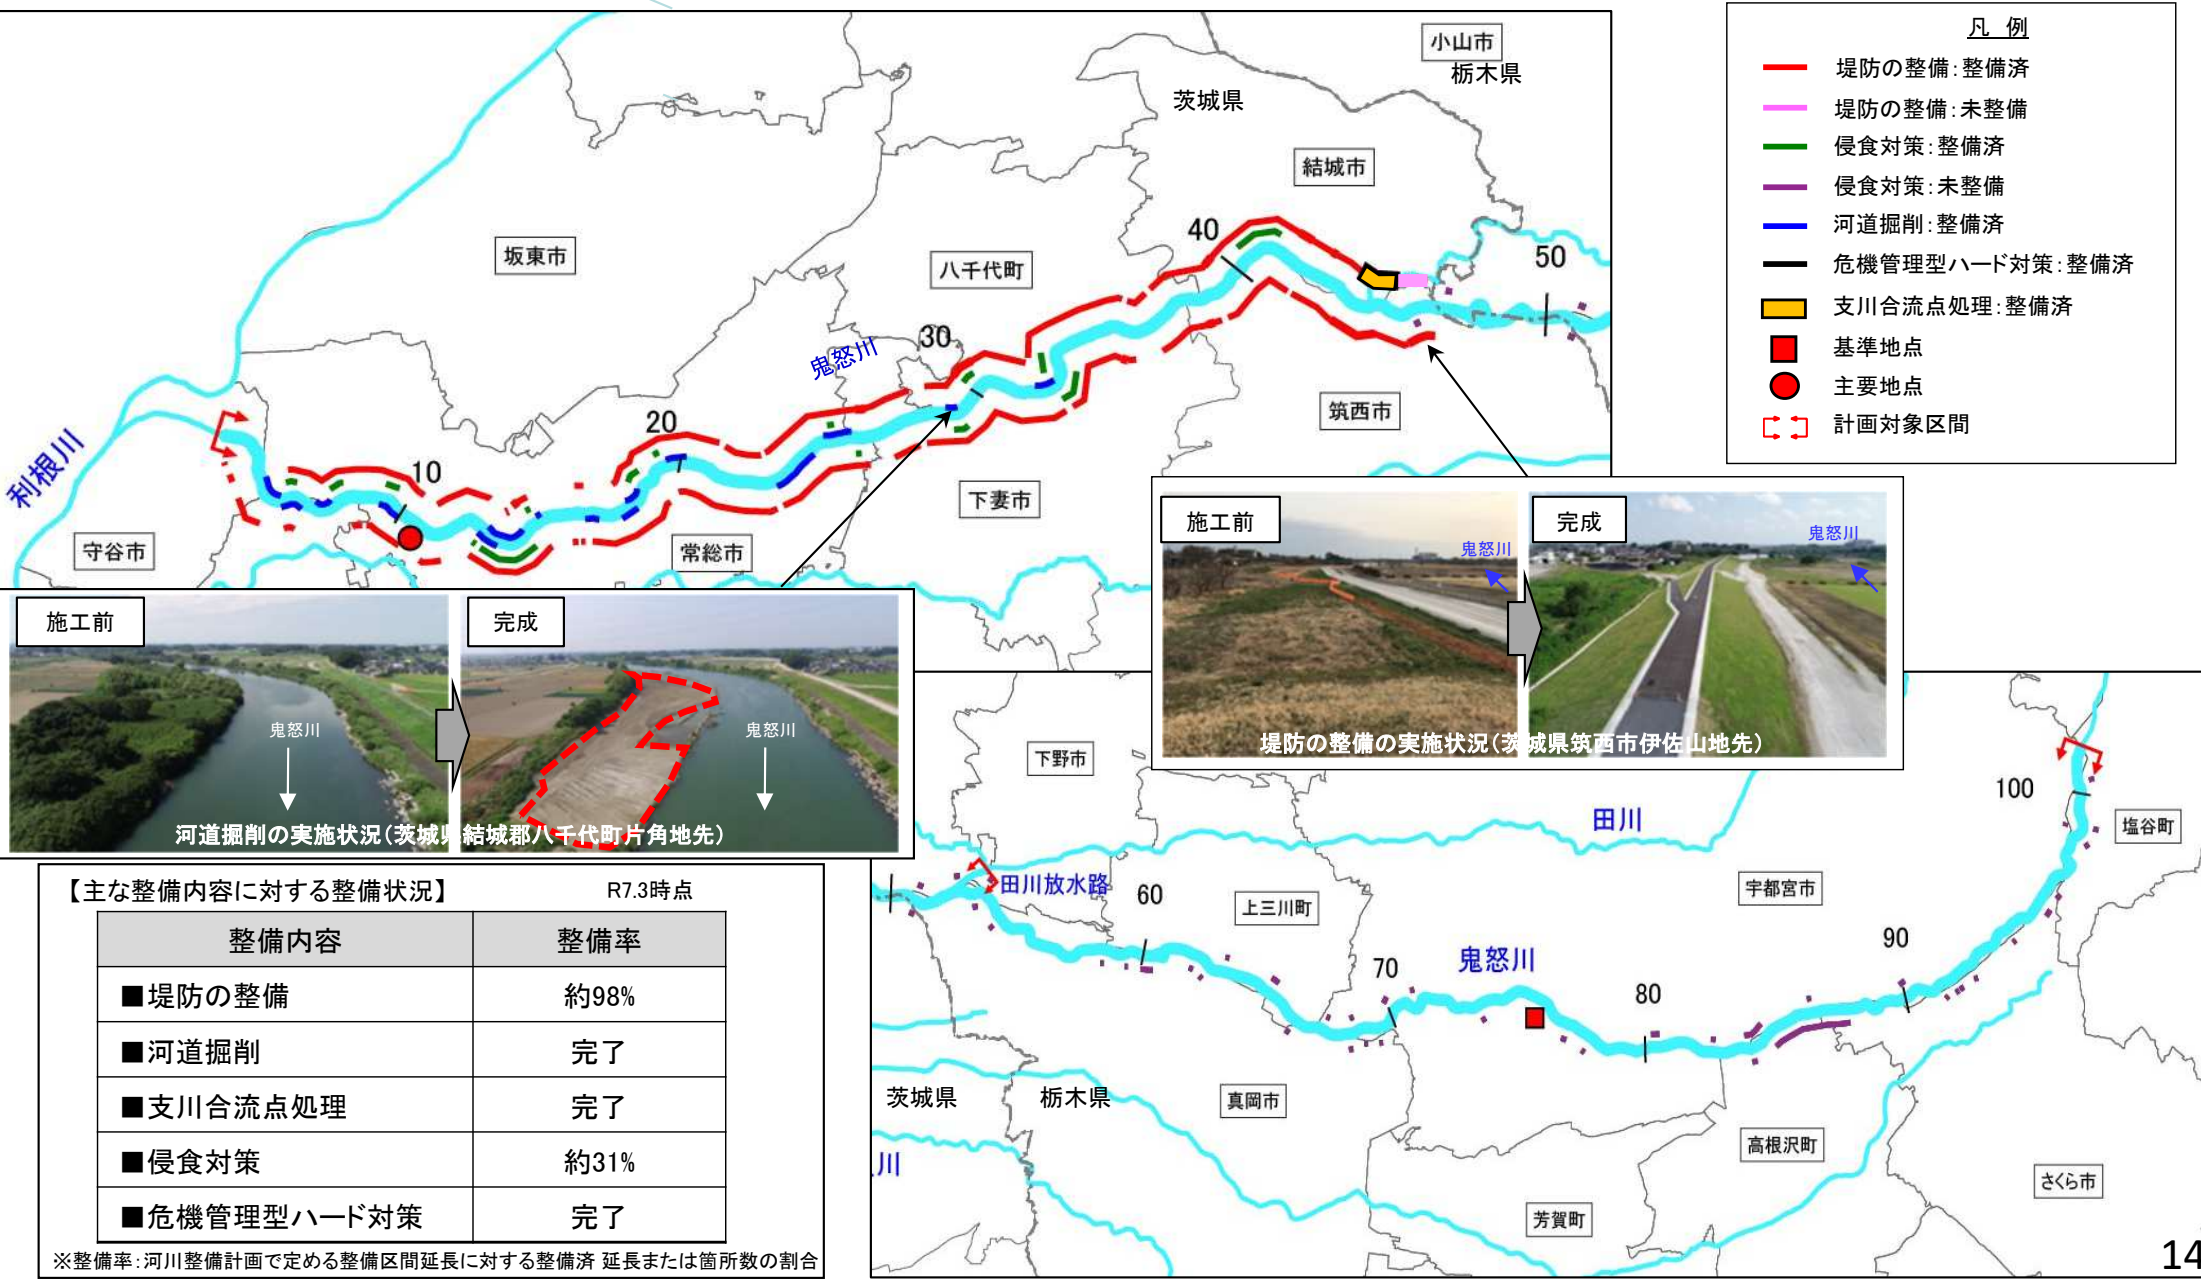 小山市
栃木県
茨城県
結城市
坂東市
八千代町
40
50
30
鬼怒川
20
筑西市
10
利根川
下妻市
守谷市
常総市
凡 例
堤防の整備:整備済
堤防の整備:未整備
侵食対策:整備済
侵食対策:未整備
河道掘削:整備済
危機管理型ハード対策:整備済
支川合流点処理:整備済
基準地点
主要地点
計画対象区間
施工前
鬼怒川
完成
鬼怒川
堤防の整備の実施状況(茨城県筑西市伊佐山地先)
施工前
鬼怒川
完成
鬼怒川
河道掘削の実施状況(茨城県結城郡八千代町片角地先)
【主な整備内容に対する整備状況】 R7.3時点
整備内容 整備率
■堤防の整備 約98%
■河道掘削 完了
■支川合流点処理 完了
■侵食対策 約31%
■危機管理型ハード対策 完了
※整備率:河川整備計画で定める整備区間延長に対する整備済 延長または箇所数の割合
下野市
田川
100
塩谷町
田川放水路
60
上三川町
宇都宮市
90
70
鬼怒川
80
茨城県
栃木県
真岡市
高根沢町
川
さくら市
芳賀町
14